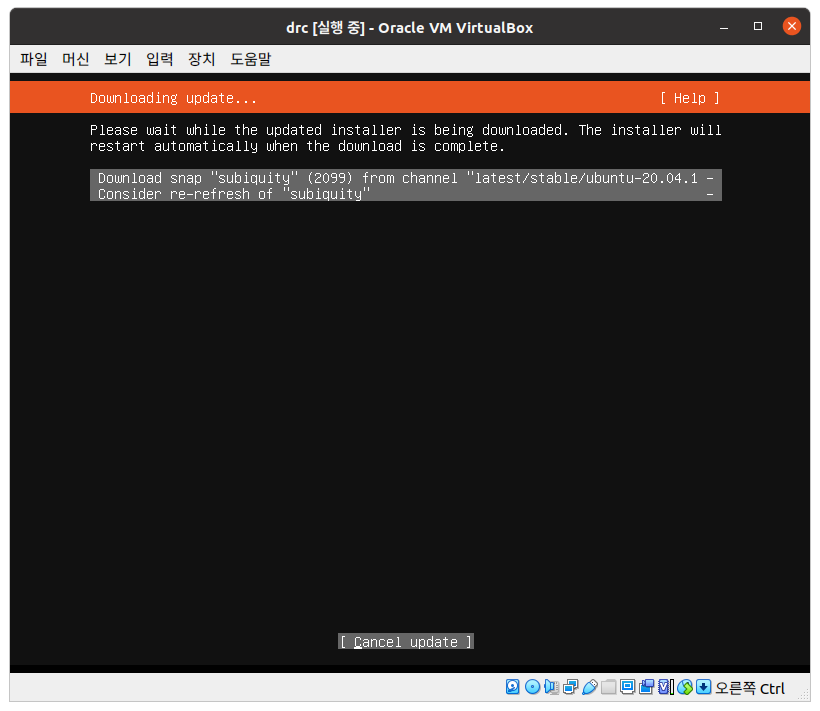 drc [실행 중] - Oracle VM VirtualBox
파일 머신 보기 입력 장치 도움말
Downloading update... [ Help ]
Please wait while the updated installer is being downloaded. The installer will
restart automatically when the download is complete.
Download snap "subiquity" (2099) from channel "latest/stable/ubuntu-20.04.1 -
Consider re-refresh of "subiquity" -
[ Cancel update ]
오른쪽 Ctrl